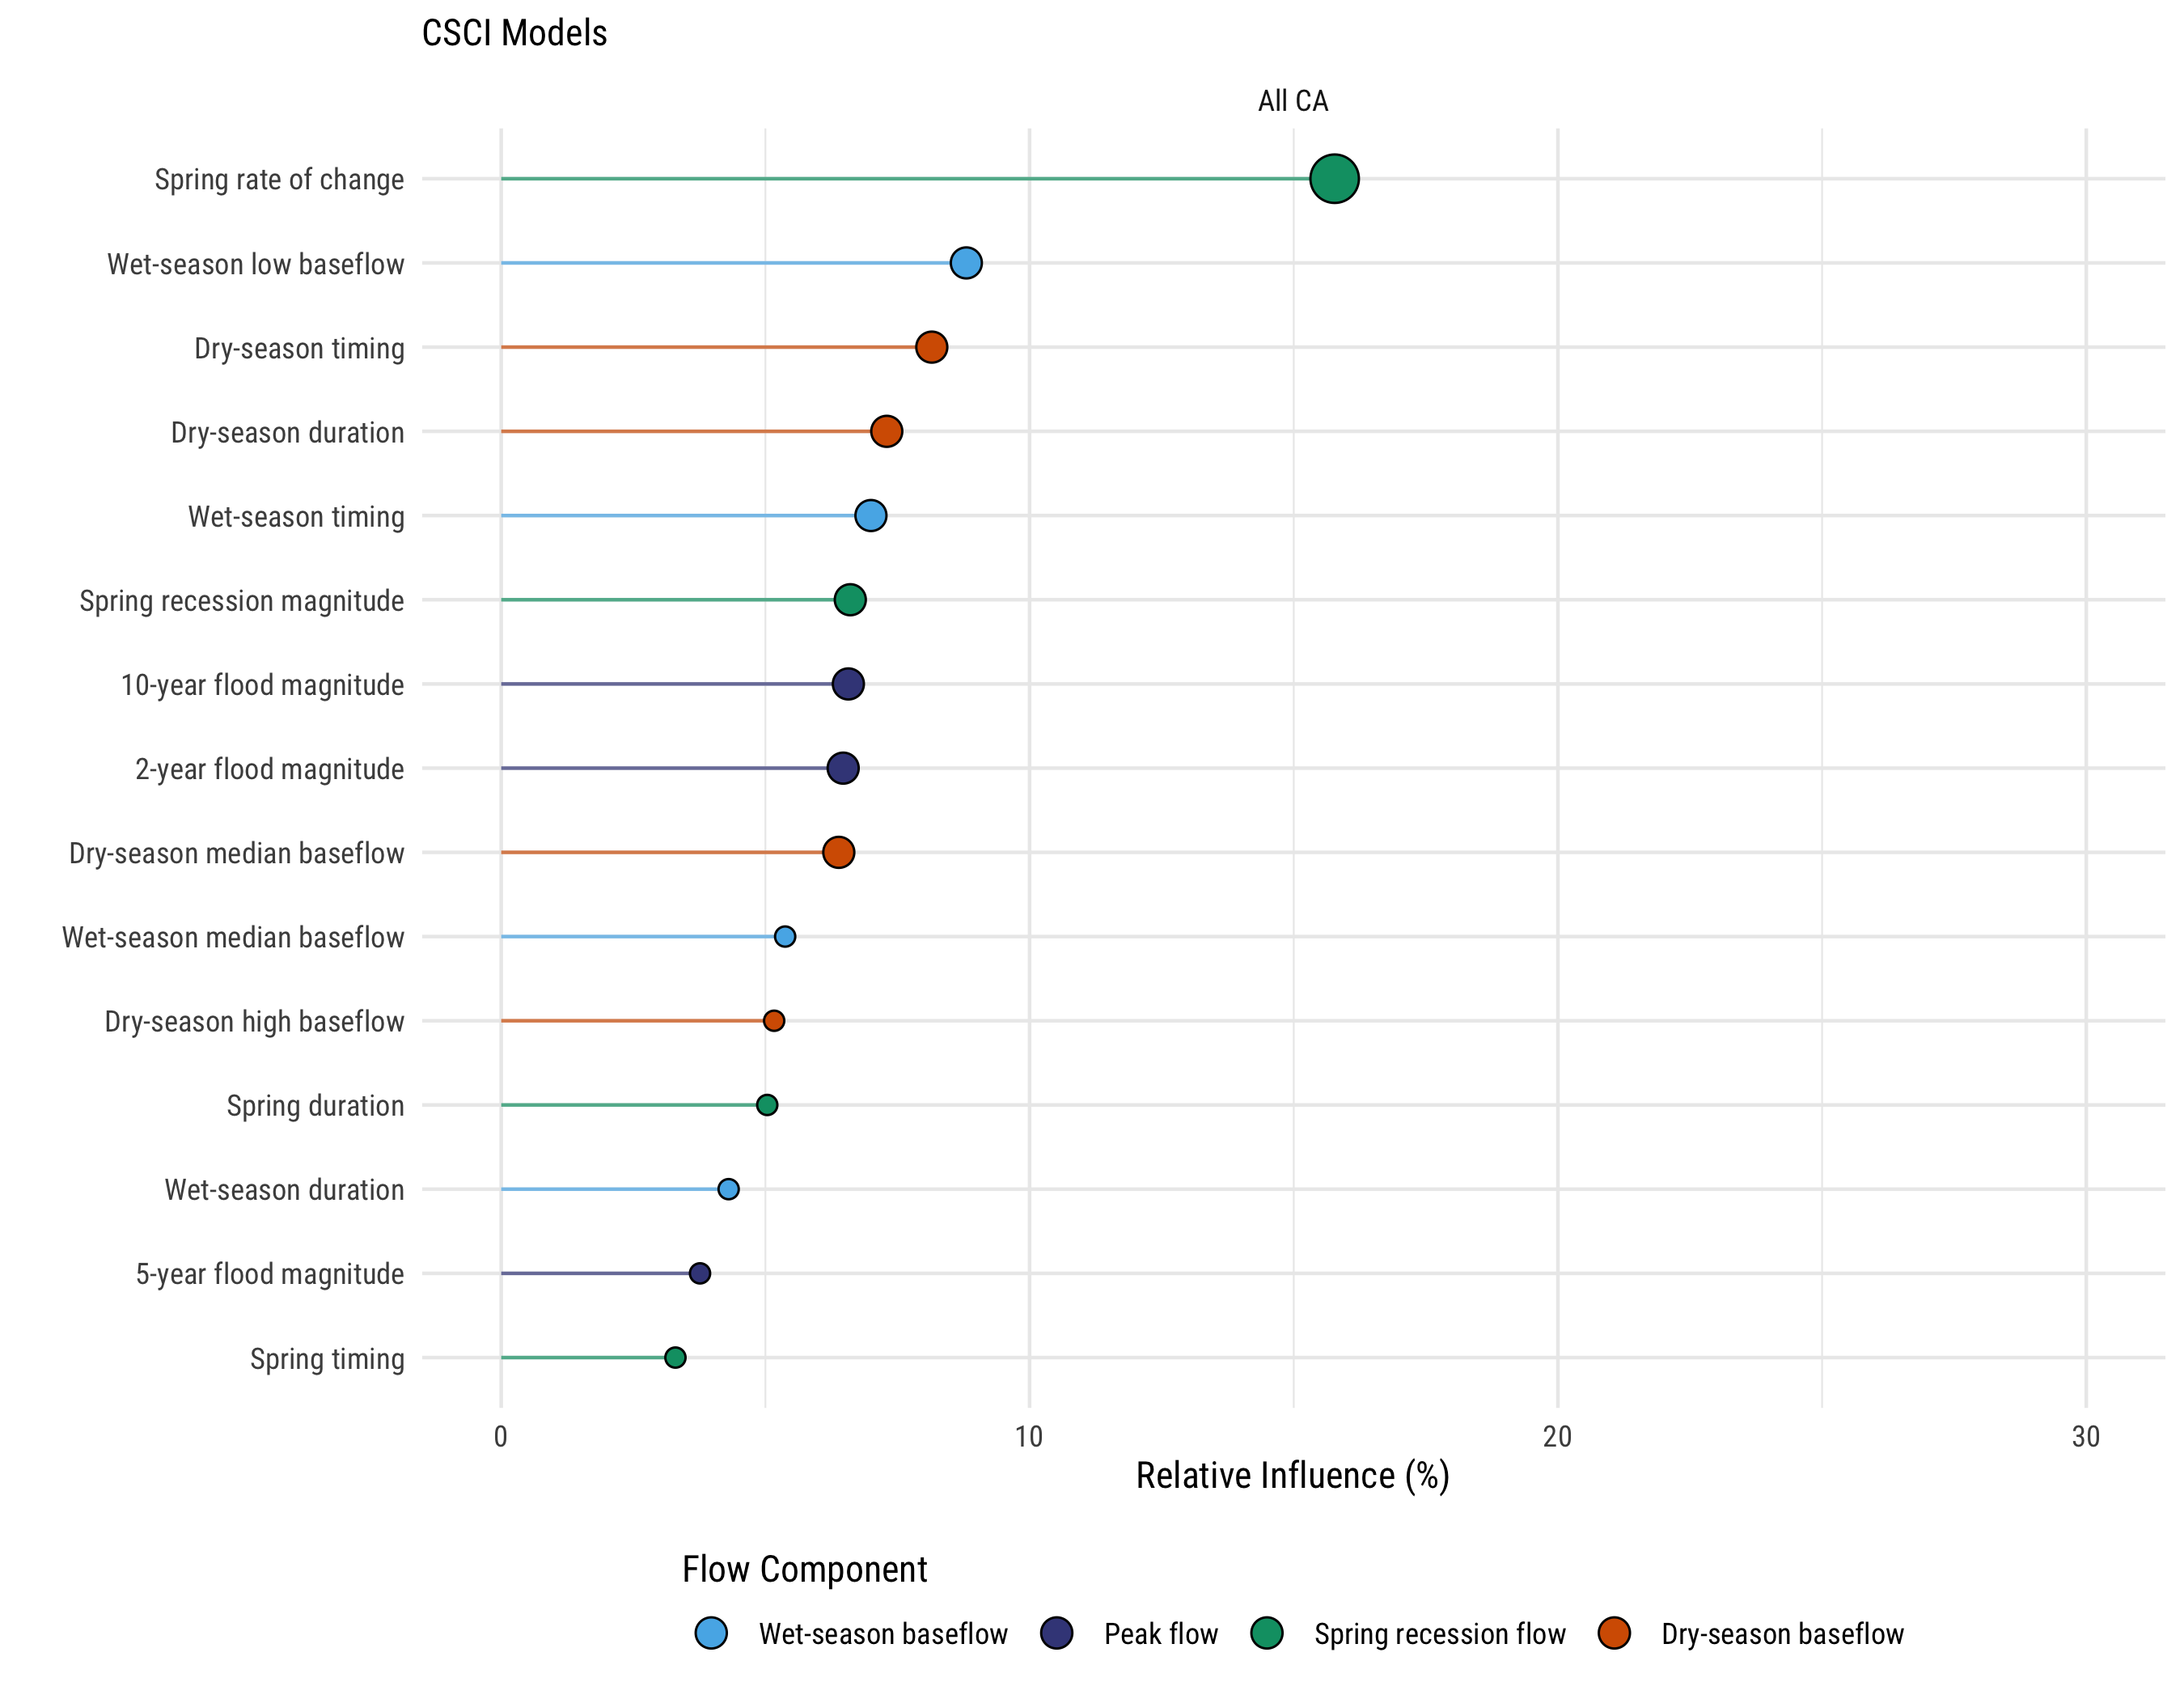 CSCI Models
All CA
Spring rate of change
Wet-season low baseflow
Dry-season timing
Dry-season duration
Wet-season timing
Spring recession magnitude
10-year flood magnitude
2-year flood magnitude
Dry-season median baseflow
Wet-season median baseflow
Dry-season high baseflow
Spring duration
Wet-season duration
5-year flood magnitude
Spring timing
0 10 20 30
Relative Influence (%)
Flow Component
Wet-season baseflow Peak flow Spring recession flow Dry-season baseflow